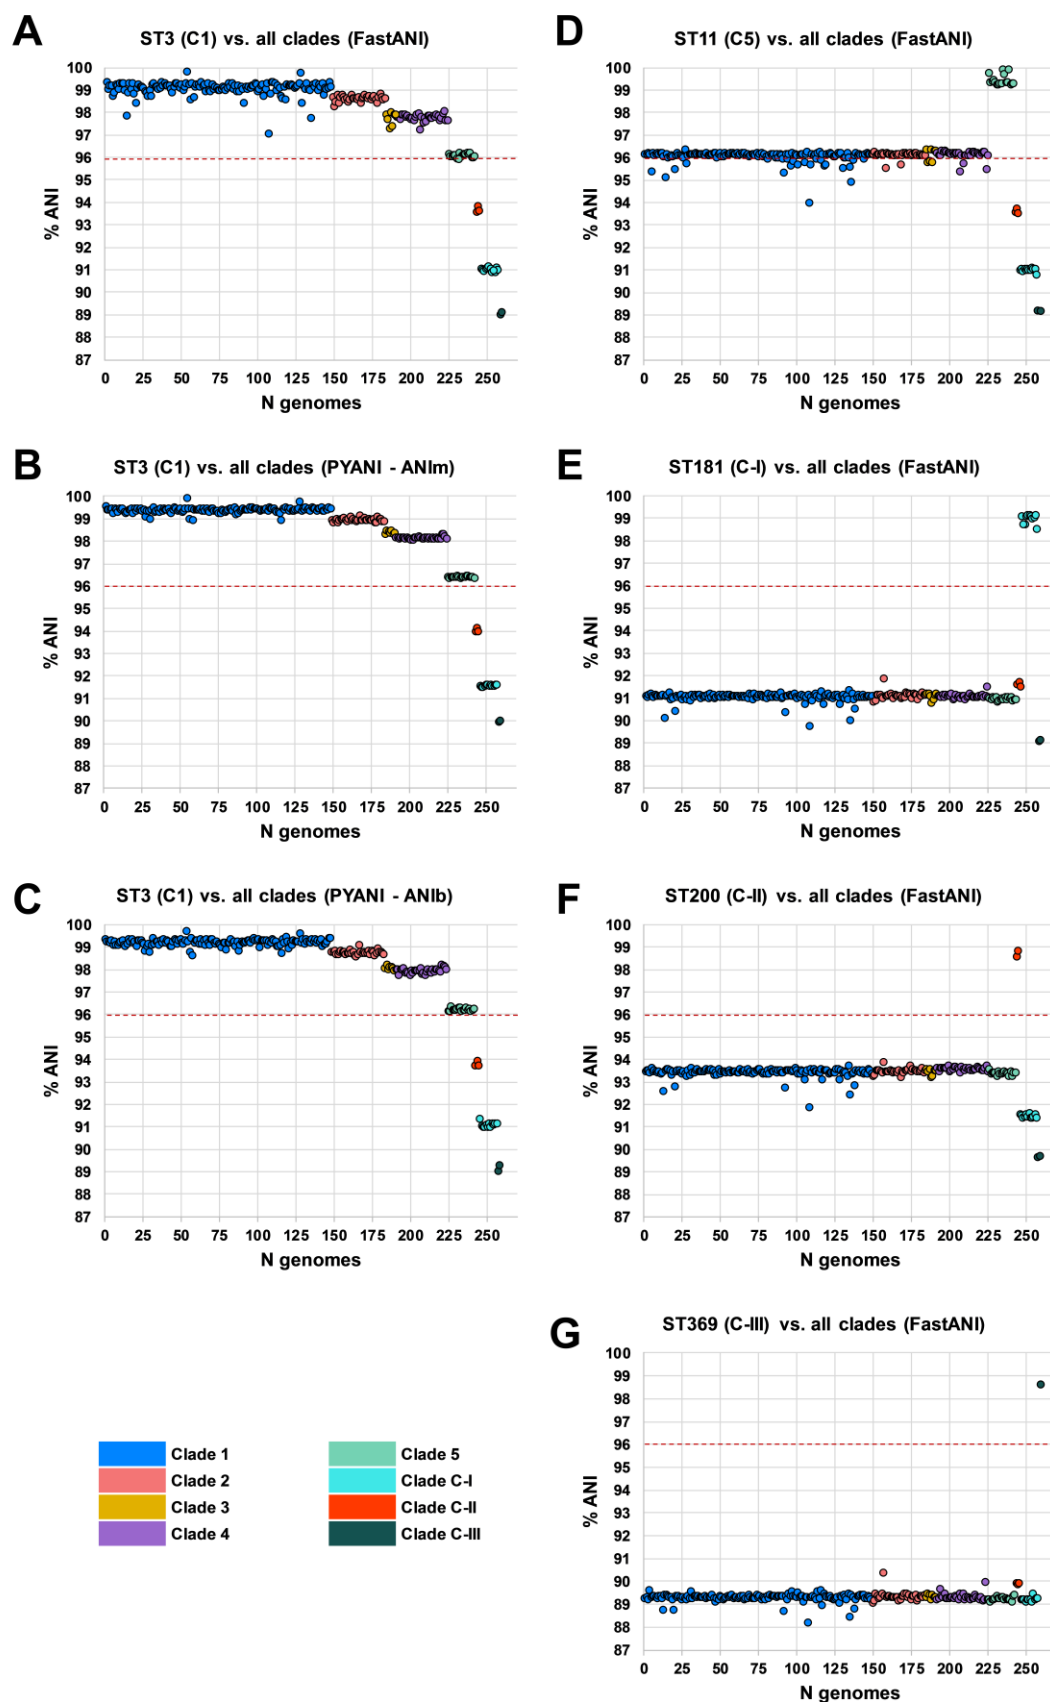 A
ST3 (C1) vs. all clades (FastANI)
100
99
98
97
96
95
94
93
92
91
90
89
88
87
% ANI
0 25 50 75 100 125 150 175 200 225 250
N genomes
B
ST3 (C1) vs. all clades (PYANI - ANIm)
100
99
98
97
96
95
94
93
92
91
90
89
88
87
% ANI
0 25 50 75 100 125 150 175 200 225 250
N genomes
C
ST3 (C1) vs. all clades (PYANI - ANIb)
100
99
98
97
96
95
94
93
92
91
90
89
88
87
% ANI
0 25 50 75 100 125 150 175 200 225 250
N genomes
Clade 1
Clade 2
Clade 3
Clade 4
Clade 5
Clade C-I
Clade C-II
Clade C-III
D
ST11 (C5) vs. all clades (FastANI)
100
99
98
97
96
95
94
93
92
91
90
89
88
87
% ANI
0 25 50 75 100 125 150 175 200 225 250
N genomes
E
ST181 (C-I) vs. all clades (FastANI)
100
99
98
97
96
95
94
93
92
91
90
89
88
87
% ANI
0 25 50 75 100 125 150 175 200 225 250
N genomes
F
ST200 (C-II) vs. all clades (FastANI)
100
99
98
97
96
95
94
93
92
91
90
89
88
87
% ANI
0 25 50 75 100 125 150 175 200 225 250
N genomes
G
ST369 (C-III) vs. all clades (FastANI)
100
99
98
97
96
95
94
93
92
91
90
89
88
87
% ANI
0 25 50 75 100 125 150 175 200 225 250
N genomes